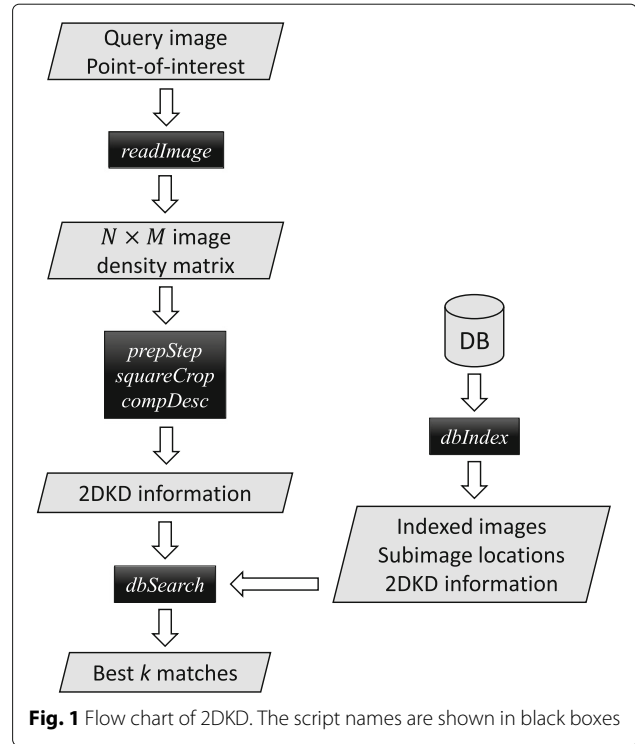 Query image
Point-of-interest
readImage
N × M image
density matrix
prepStep
squareCrop
compDesc
2DKD information
dbSearch
Best k matches
DB
dbIndex
Indexed images
Subimage locations
2DKD information
Fig. 1 Flow chart of 2DKD. The script names are shown in black boxes